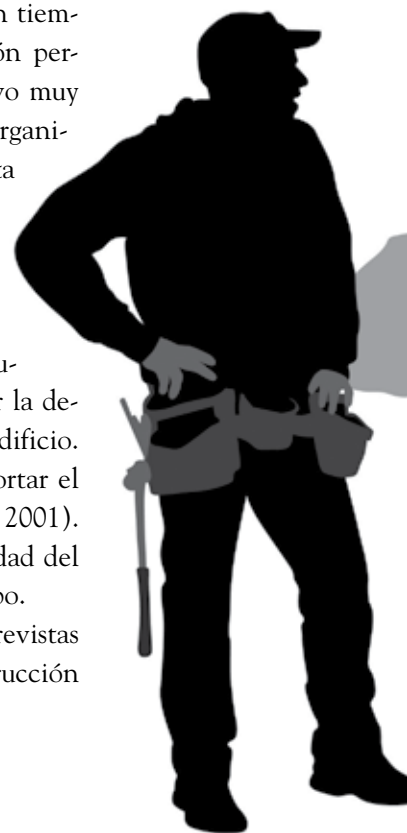 n tiem-
ón per-
vo muy
rgani-
ta
u-
r la de-
dificio.
ortar el
2001).
dad del
po.
revistas
rucción